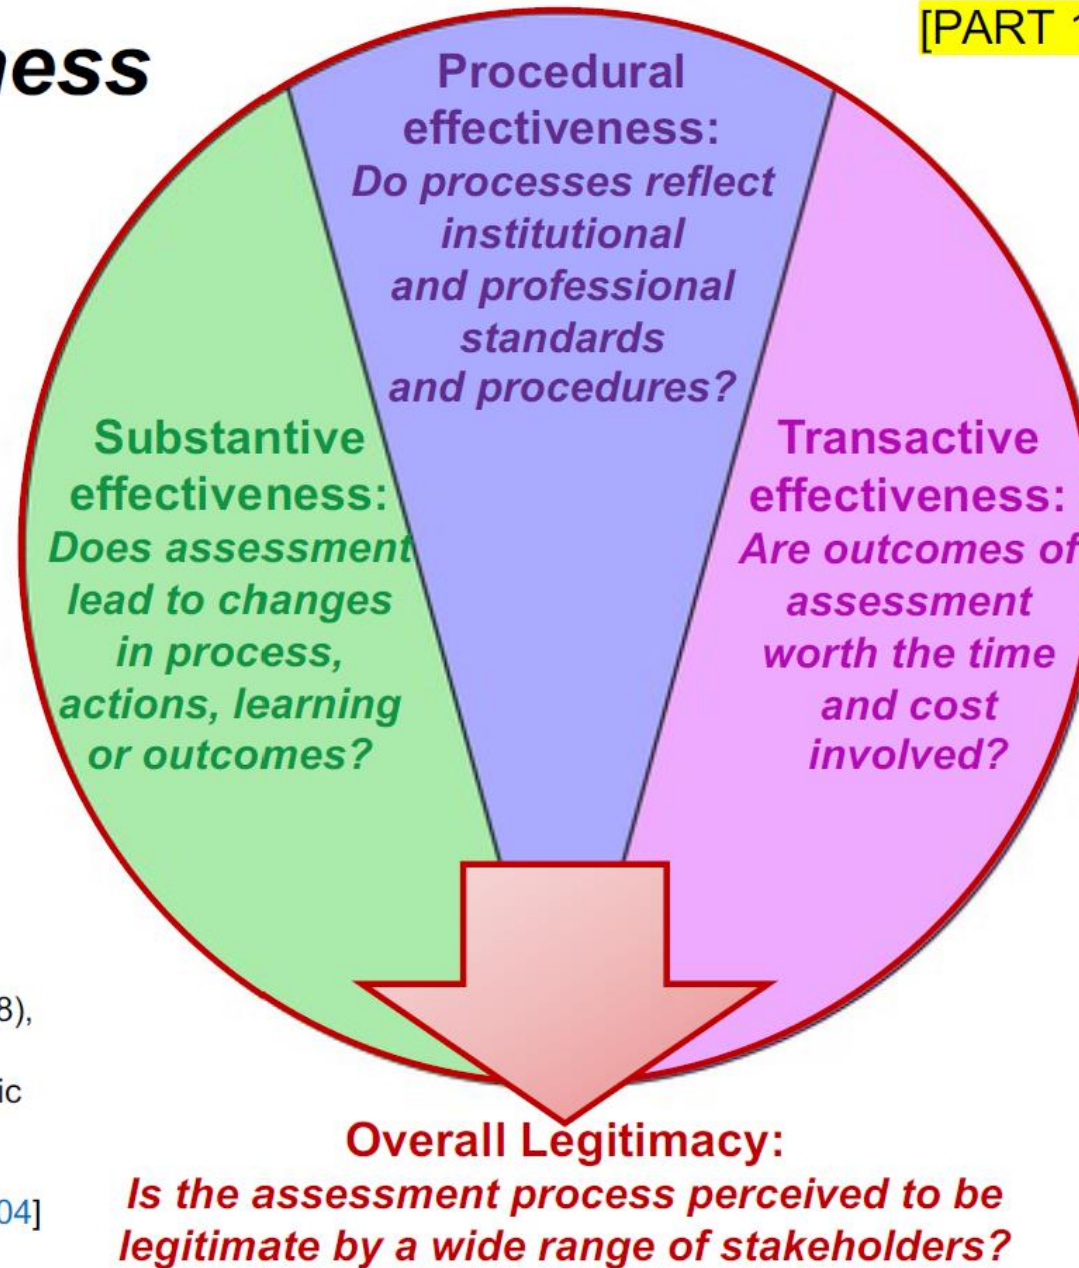 ness
[PART 1
Procedural
effectiveness:
Do processes reflect
institutional
and professional
standards
and procedures?
Substantive
effectiveness:
Does assessment
lead to changes
in process,
actions, learning
or outcomes?
Transactive
effectiveness:
Are outcomes of
assessment
worth the time
and cost
involved?
8),
ic
04]
Overall Legitimacy:
Is the assessment process perceived to be
legitimate by a wide range of stakeholders?